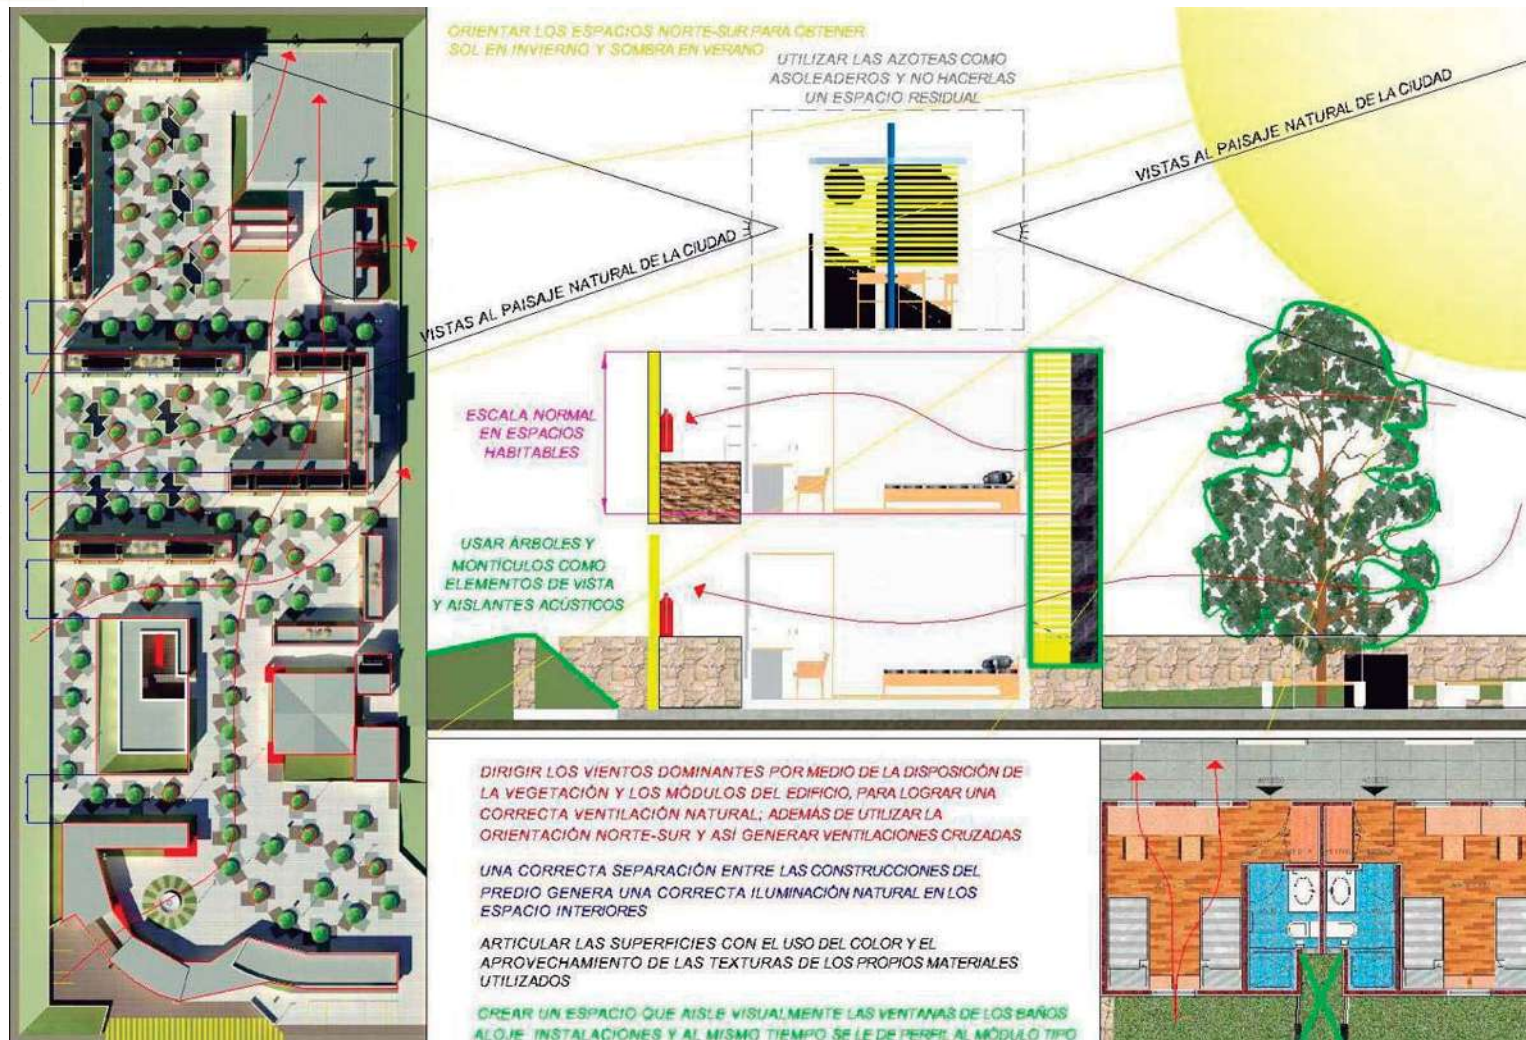 ORIENTAR LOS ESPACIOS NORTE-SUR PARA OBTENER
SOL EN INVIERNO Y SOMBRA EN VERANO
UTILIZAR LAS AZOTEAS COMO
ASOLEADEROS Y NO HACERLAS
UN ESPACIO RESIDUAL
VISTAS AL PAISAJE NATURAL DE LA CIUDAD
VISTAS AL PAISAJE NATURAL DE LA CIUDAD
ESCALA NORMAL
EN ESPACIOS
HABITABLES
USAR ÁRBOLES Y
MONTÍCULOS COMO
ELEMENTOS DE VISTA
Y AISLANTES ACÚSTICOS
DIRIGIR LOS VIENTOS DOMINANTES POR MEDIO DE LA DISPOSICIÓN DE
LA VEGETACIÓN Y LOS MÓDULOS DEL EDIFICIO, PARA LOGRAR UNA
CORRECTA VENTILACIÓN NATURAL; ADEMÁS DE UTILIZAR LA
ORIENTACIÓN NORTE-SUR Y ASÍ GENERAR VENTILACIONES CRUZADAS
UNA CORRECTA SEPARACIÓN ENTRE LAS CONSTRUCCIONES DEL
PREDIO GENERA UNA CORRECTA ILUMINACIÓN NATURAL EN LOS
ESPACIO INTERIORES
ARTICULAR LAS SUPERFICIES CON EL USO DEL COLOR Y EL
APROVECHAMIENTO DE LAS TEXTURAS DE LOS PROPIOS MATERIALES
UTILIZADOS
CREAR UN ESPACIO QUE AISLE VISUALMENTE LAS VENTANAS DE LOS BAÑOS
ALOJE INSTALACIONES Y AL MISMO TIEMPO SE LE DE PERFIL AL MÓDULO TIPO